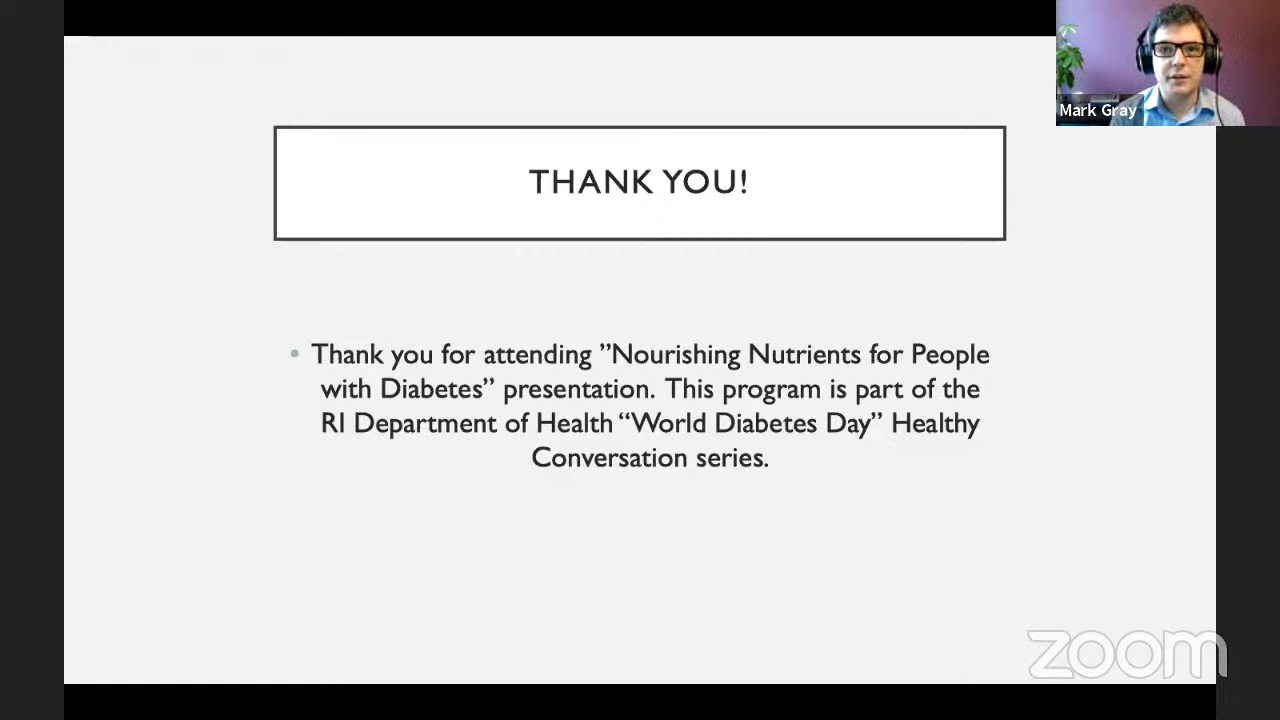 Mark Gray
THANK YOU!
• Thank you for attending ”Nourishing Nutrients for People
with Diabetes” presentation. This program is part of the
RI Department of Health “World Diabetes Day” Healthy
Conversation series.
zoom